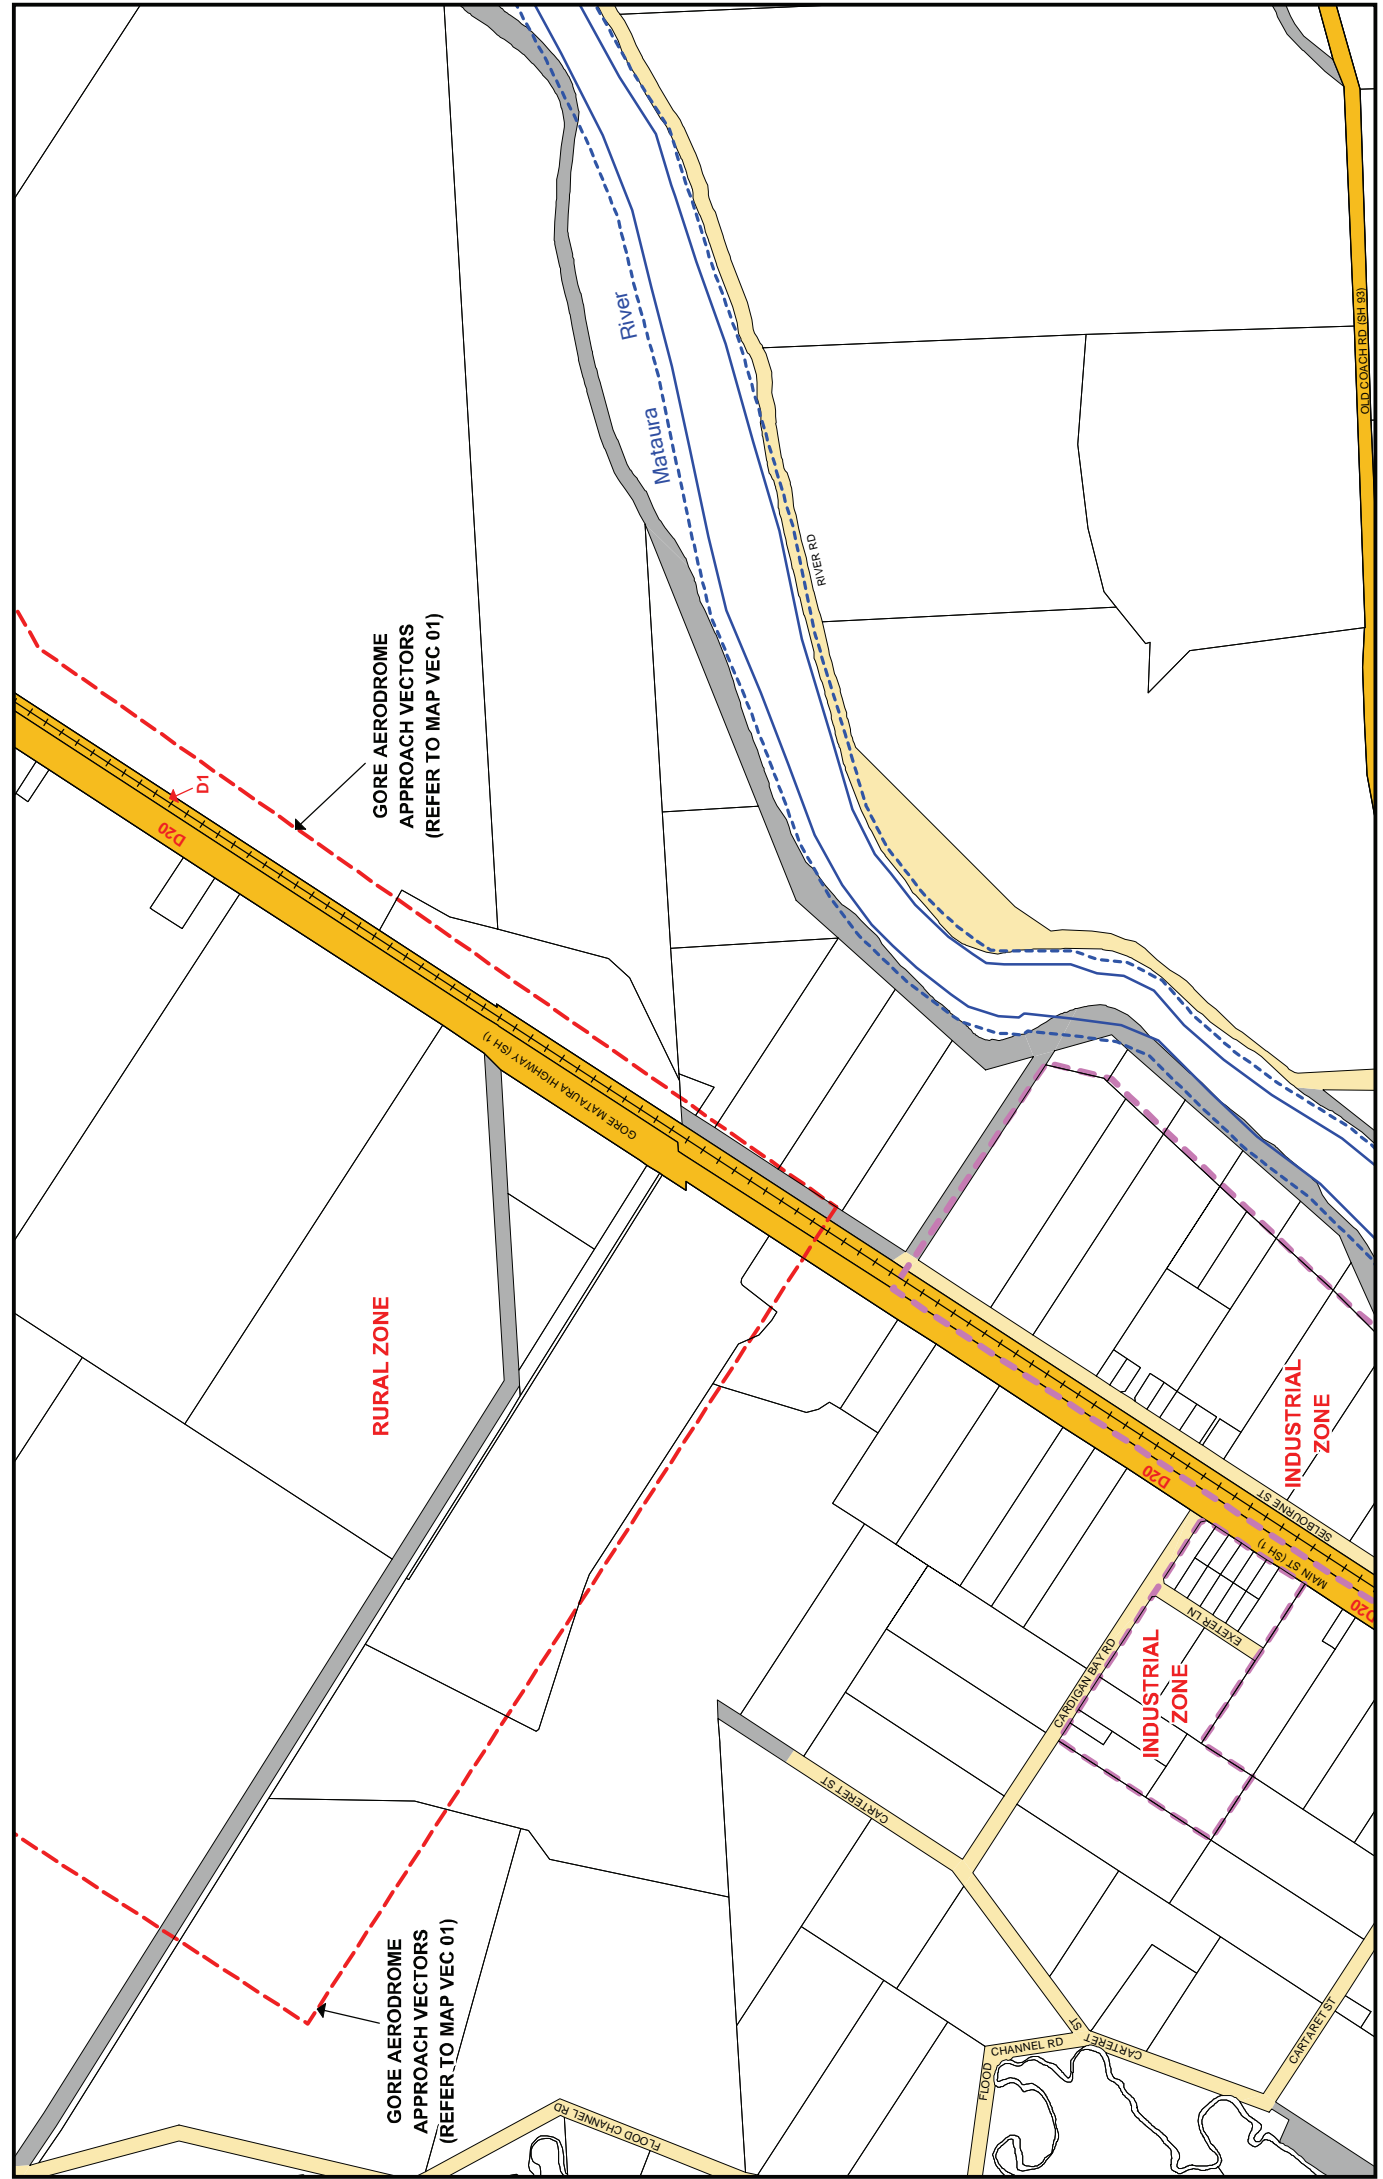 River
Mataura
OLD COACH RD (SH 93)
RIVER RD
GORE AERODROME
APPROACH VECTORS
(REFER TO MAP VEC 01)
D1
D20
GORE MATAURA HIGHWAY (SH 1)
RURAL ZONE
INDUSTRIAL
ZONE
D20
SELBOURNE ST
MAIN ST (SH 1)
D20
EXETER LN
CARDIGAN BAY RD
INDUSTRIAL
ZONE
CARTERET ST
GORE AERODROME
APPROACH VECTORS
(REFER TO MAP VEC 01)
FLOOD CHANNEL RD
FLOOD
CHANNEL RD
CARTERET
ST
CARTARET ST